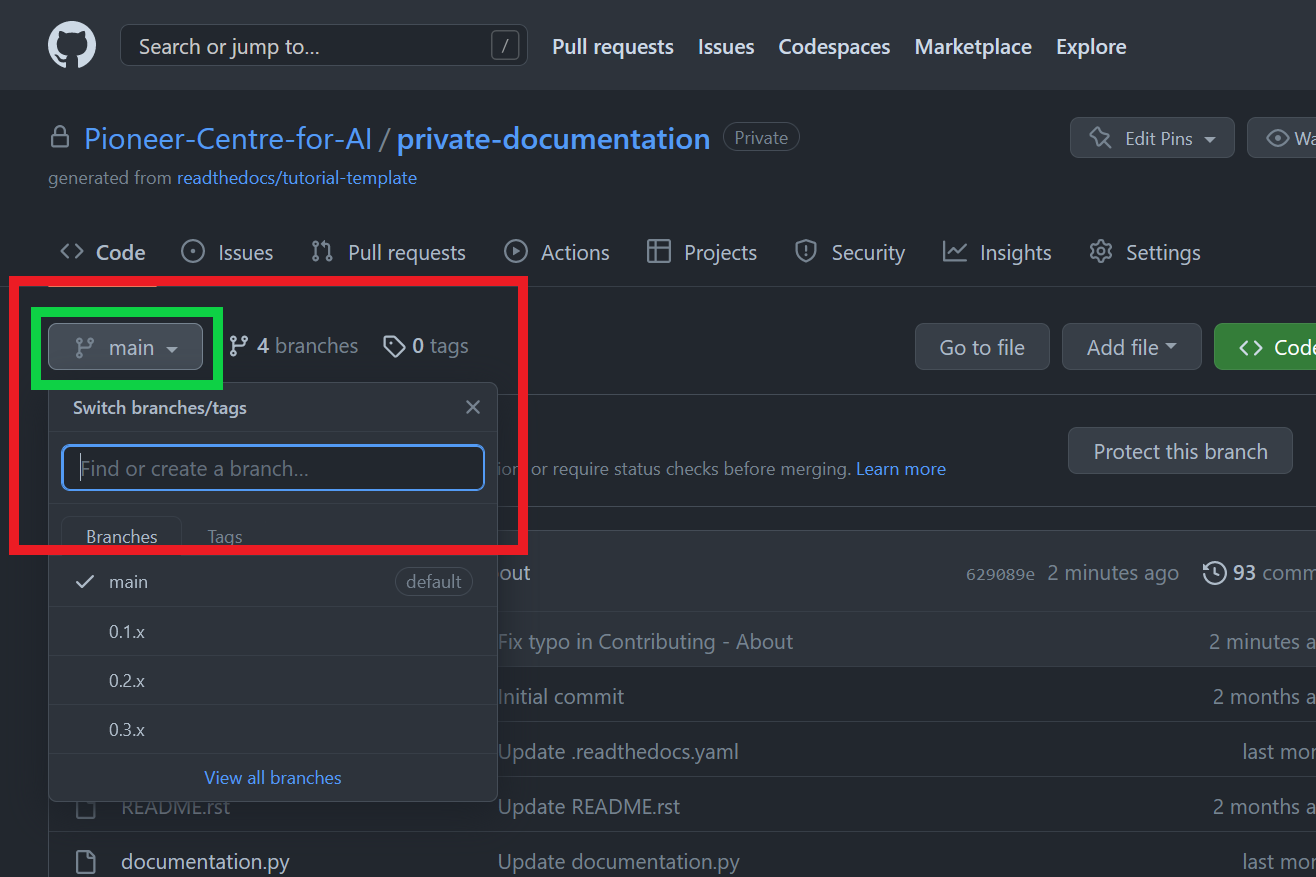 Search or jump to... /
Pull requests Issues Codespaces Marketplace Explore
Pioneer-Centre-for-AI / private-documentation Private
Edit Pins
generated from readthedocs/tutorial-template
Code Issues Pull requests Actions Projects Security Insights Settings
main 4 branches 0 tags
Go to file Add file Code
Switch branches/tags
Find or create a branch...
or require status checks before merging. Learn more
Protect this branch
Branches Tags
main default
out
629089e 2 minutes ago 93
0.1.x
Fix typo in Contributing - About 2 minutes
0.2.x
Initial commit 2 months
0.3.x
Update .readthedocs.yaml last
View all branches
README.rst Update README.rst 2 months
documentation.py Update documentation.py last